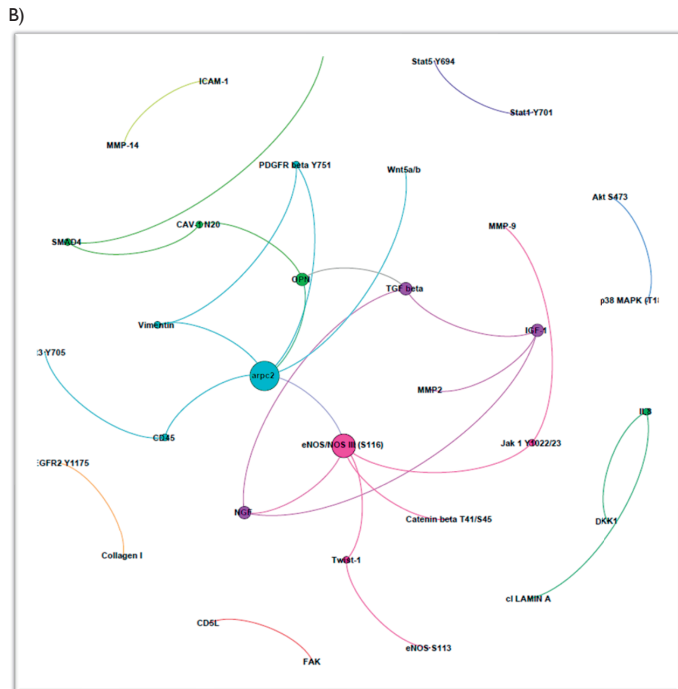 B)
Stat5 Y694
ICAM-1
Stat1 Y701
MMP-14
PDGFR beta Y751
Wnt5a/b
Akt S473
CAV-1 N20
MMP-9
SMAD4
OPN
TGF beta
p38 MAPK (T18
Vimentin
IGF-1
3 Y705
arpc2
MMP2
IL8
CD45
eNOS/NOS III (S116)
Jak 1 Y1022/23
EGFR2 Y1175
NGF
Catenin beta T41/S45
DKK1
Collagen I
Twist-1
cl LAMIN A
CD5L
eNOS S113
FAK